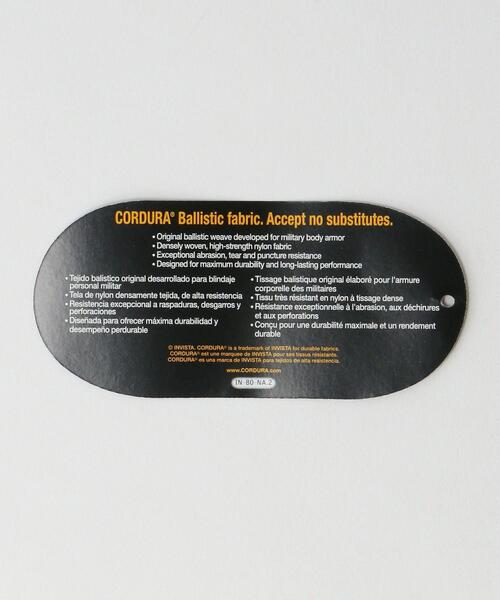 CORDURA® Ballistic fabric. Accept no substitutes.
• Original ballistic weave developed for military body armor
• Densely woven, high-strength nylon fabric
• Exceptional abrasion, tear and puncture resistance
• Designed for maximum durability and long-lasting performance
• Tejido balístico original desarrollado para blindaje
personal militar
• Tela de nylon densamente tejida, de alta resistencia
• Resistencia excepcional a raspaduras, desgarros y
perforaciones
• Diseñada para ofrecer máxima durabilidad y
desempeño perdurable
• Tissage balistique original élaboré pour l'armure
corporelle des militaires
• Tissu très résistant en nylon à tissage dense
• Résistance exceptionnelle à l'abrasion, aux déchirures
et aux perforations
• Conçu pour une durabilité maximale et un rendement
durable
© INVISTA. CORDURA® is a trademark of INVISTA for durable fabrics.
CORDURA® est une marque de INVISTA pour ses tissus résistants.
CORDURA® es una marca de INVISTA para tejidos de alta resistencia.
www.CORDURA.com
IN-BO-NA.2